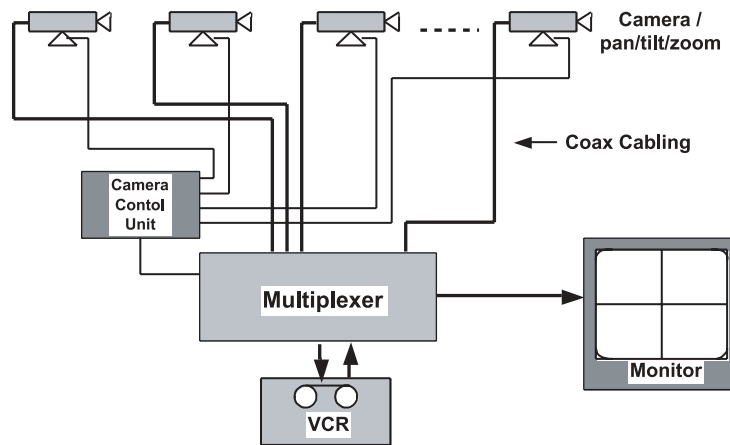 Camera /
pan/tilt/zoom
Coax Cabling
Camera
Contol
Unit
Multiplexer
Monitor
VCR